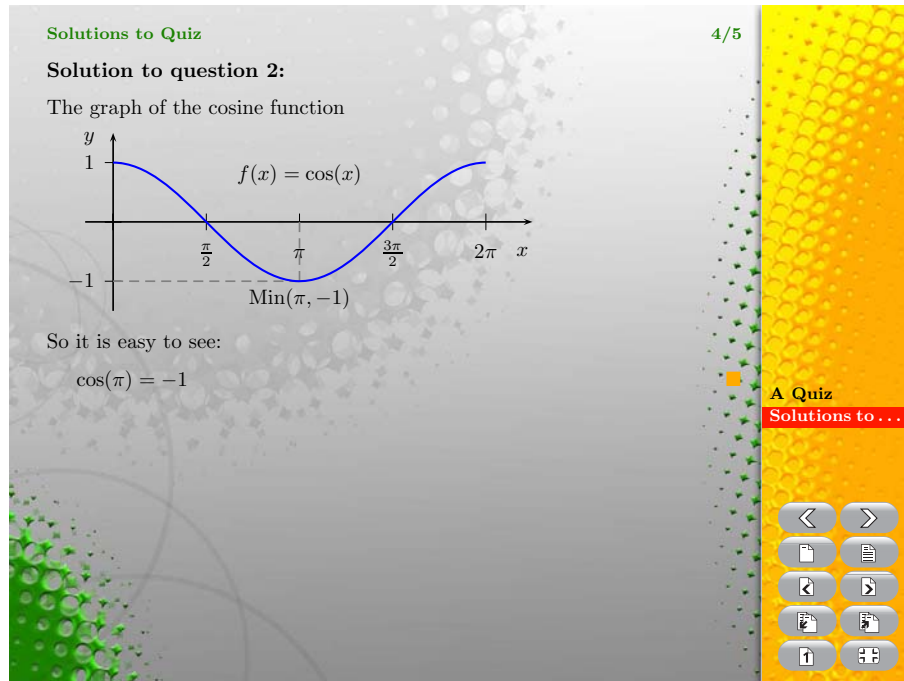 Solutions to Quiz 4/5
Solution to question 2:
The graph of the cosine function
y
1
f(x) = cos(x)
π/2 π 3π/2 2π x
−1
Min(π, −1)
So it is easy to see:
cos(π) = −1
A Quiz
Solutions to . . .
1